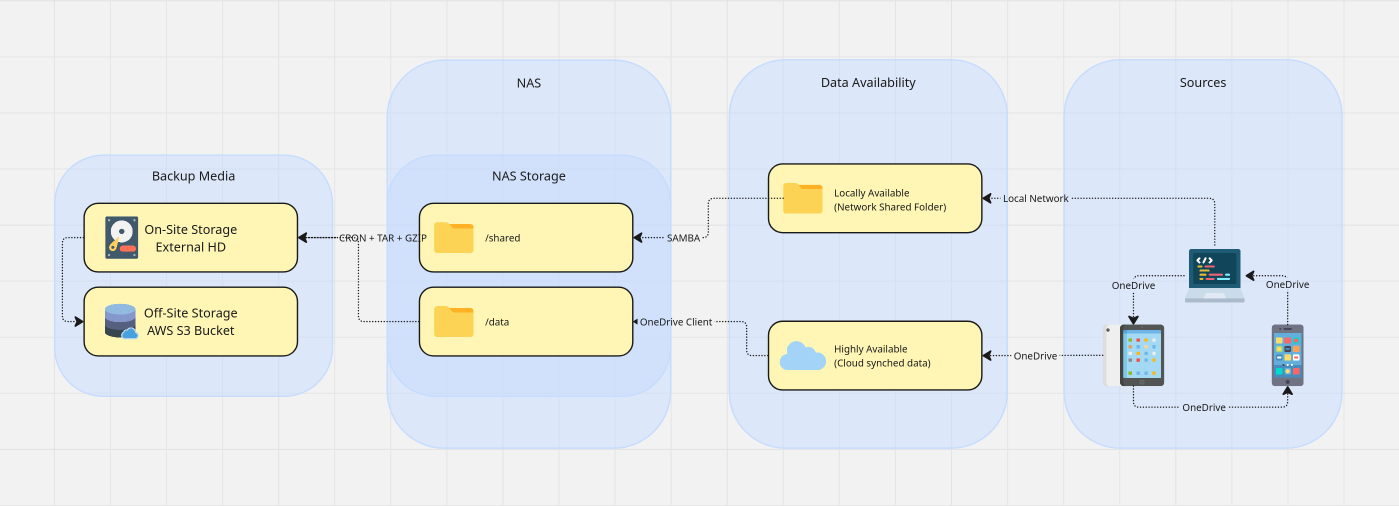 NAS
Data Availability
Sources
Backup Media
NAS Storage
On-Site Storage
External HD
CRON + TAR + GZIP
/shared
SAMBA
Locally Available
(Network Shared Folder)
Local Network
</>
OneDrive
OneDrive
Off-Site Storage
AWS S3 Bucket
/data
OneDrive Client
Highly Available
(Cloud synched data)
OneDrive
OneDrive